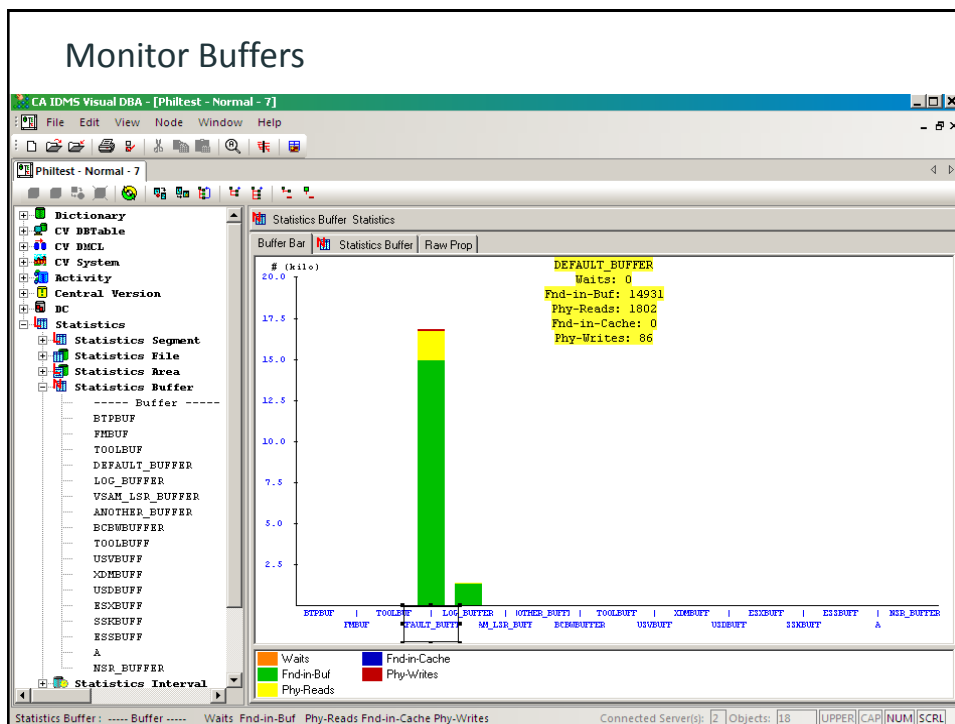 Monitor Buffers
CA IDMS Visual DBA - [Philtest - Normal - 7]
File Edit View Node Window Help
Philtest - Normal - 7
Dictionary
CV DBTable
CV DMCL
CV System
Activity
Central Version
DC
Statistics
Statistics Segment
Statistics File
Statistics Area
Statistics Buffer
----- Buffer -----
BTPBUF
FMBUF
TOOLBUF
DEFAULT_BUFFER
LOG_BUFFER
VSAM_LSR_BUFFER
ANOTHER_BUFFER
BCBWBUFFER
TOOLBUFF
USVBUFF
XDMBUFF
USDBUFF
ESXBUFF
SSKBUFF
ESSBUFF
A
NSR_BUFFER
Statistics Interval
Statistics Buffer Statistics
Buffer Bar Statistics Buffer Raw Prop
# (kilo)
20.0
17.5
15.0
12.5
10.0
7.5
5.0
2.5
DEFAULT_BUFFER
Waits: 0
Fnd-in-Buf: 14931
Phy-Reads: 1802
Fnd-in-Cache: 0
Phy-Writes: 86
BTPBUF | TOOLBUF | LOG_BUFFER | (OTHER_BUFFI | TOOLBUFF | XDMBUFF | ESXBUFF | ESSBUFF | NSR_BUFFER
FMBUF FAULT_BUFF AM_LSR_BUFF BCBWBUFFER USVBUFF USDBUFF SSKBUFF A
Waits Fnd-in-Cache
Fnd-in-Buf Phy-Writes
Phy-Reads
Statistics Buffer : ----- Buffer ----- Waits Fnd-in-Buf Phy-Reads Fnd-in-Cache Phy-Writes Connected Server(s): 2 Objects: 18 UPPER CAP NUM SCRL